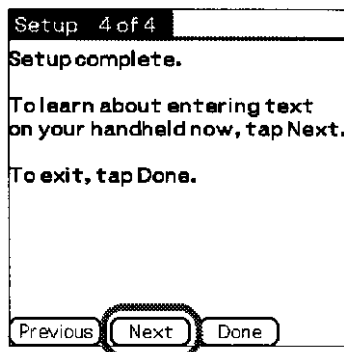 Setup 4 of 4
Setup complete.
To learn about entering text
on your handheld now, tap Next.
To exit, tap Done.
Previous Next Done